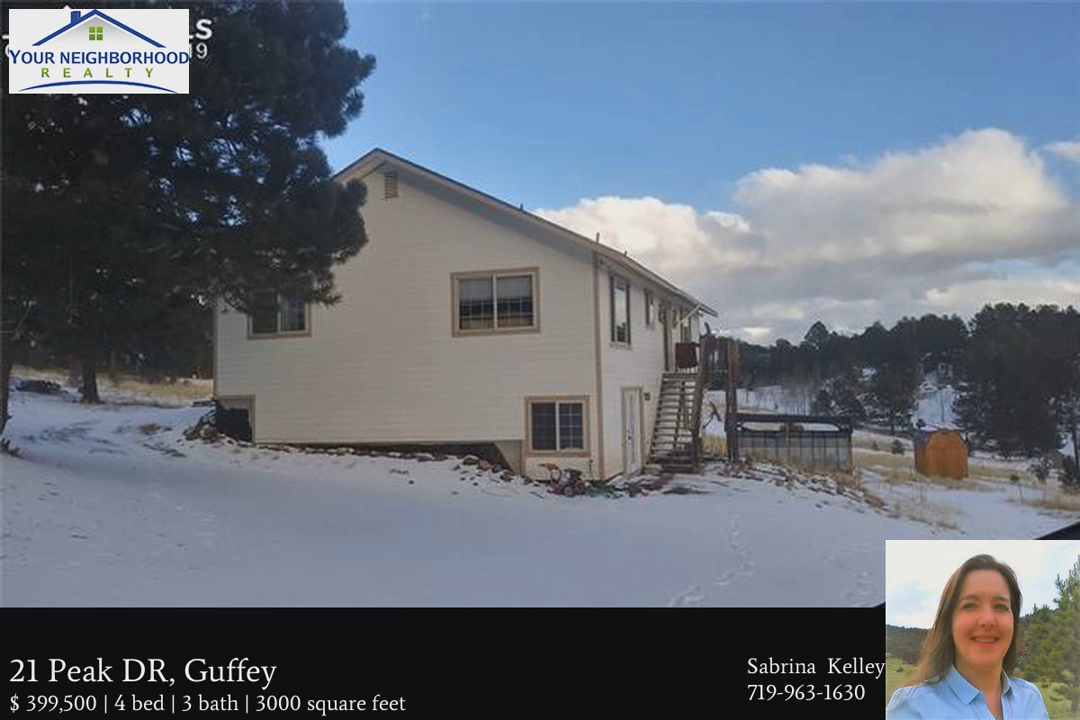 YOUR NEIGHBORHOOD
REALTY
21 Peak DR, Guffey
$ 399,500 | 4 bed | 3 bath | 3000 square feet
Sabrina Kelley
719-963-1630